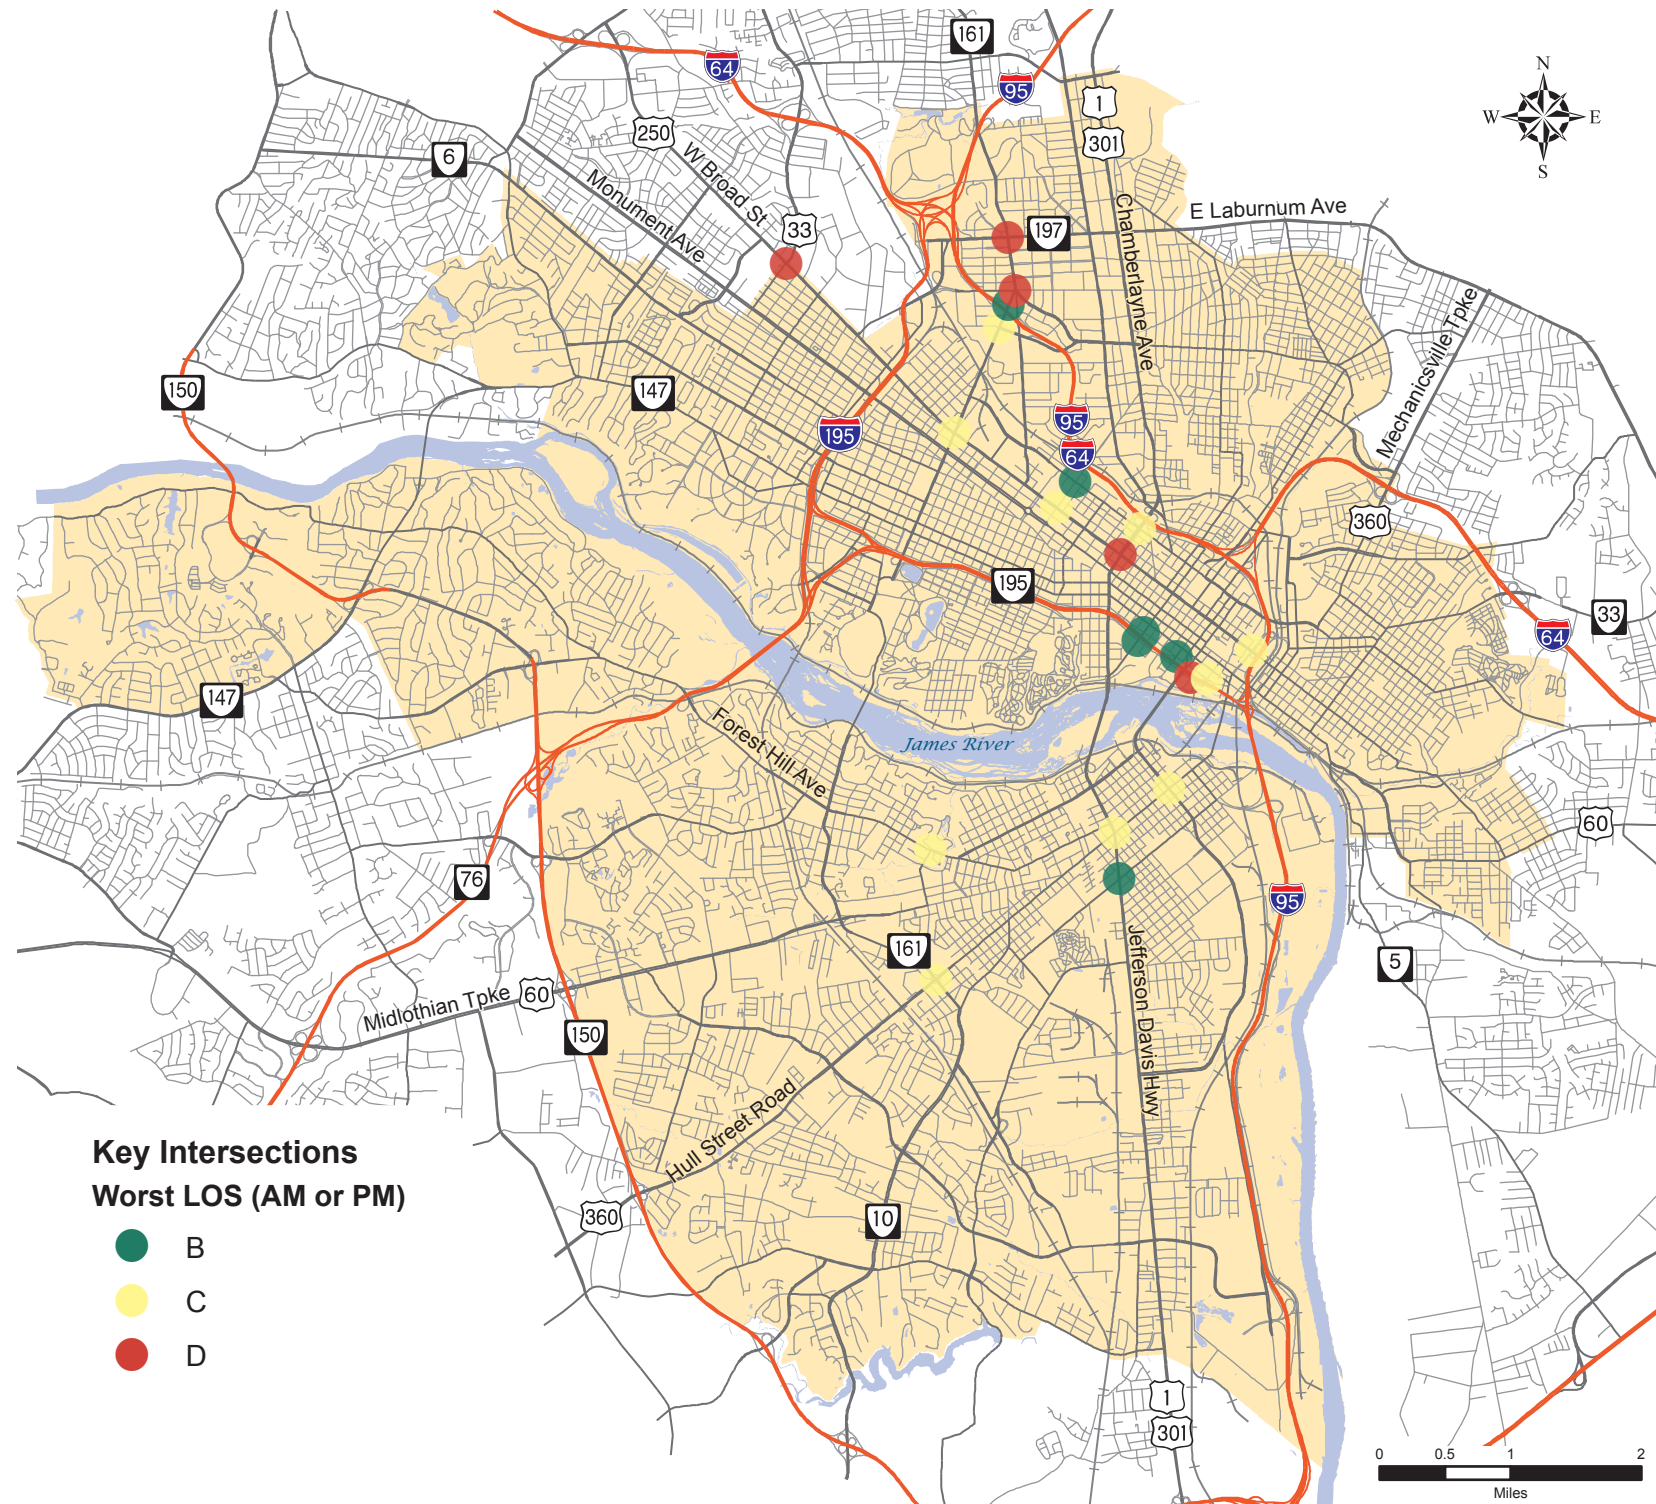 161
64
95
1
N
250
W
E
301
6
S
W Broad St
Monument Ave
Chamberlayne Ave
E Laburnum Ave
33
197
Mechanicsville Tpke
150
147
95
195
64
360
195
33
64
147
Forest Hill Ave
James River
60
76
95
161
5
Jefferson Davis Hwy
Midlothian Tpke
60
150
Hull Street Road
Key Intersections
Worst LOS (AM or PM)
360
10
B
C
D
1
301
0
0.5
1
2
Miles